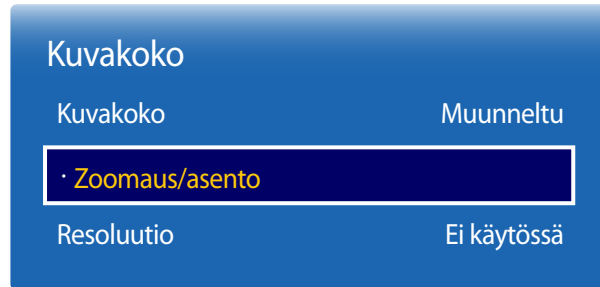 Kuvakoko
Kuvakoko Muunneltu
· Zoomaus/asento
Resoluutio Ei käytössä